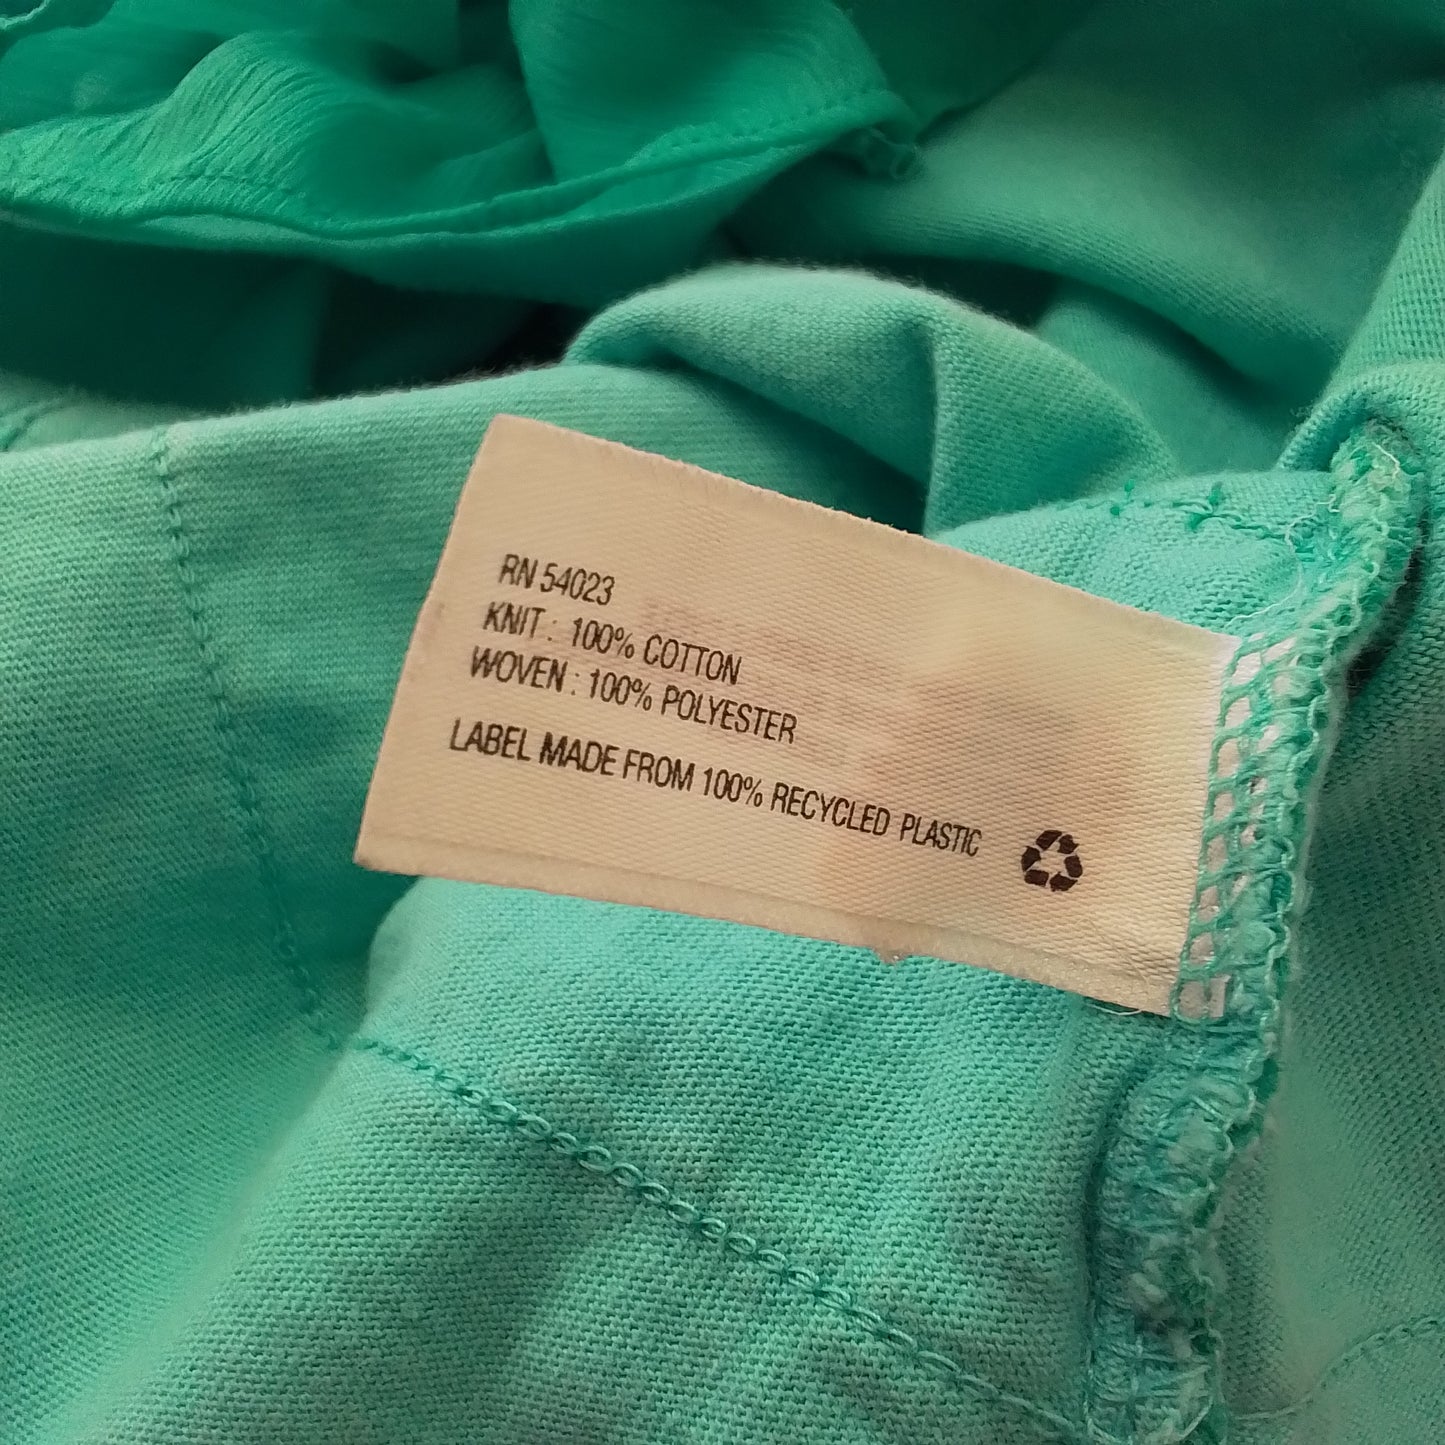 RN 54023
KNIT : 100% COTTON
WOVEN : 100% POLYESTER
LABEL MADE FROM 100% RECYCLED PLASTIC